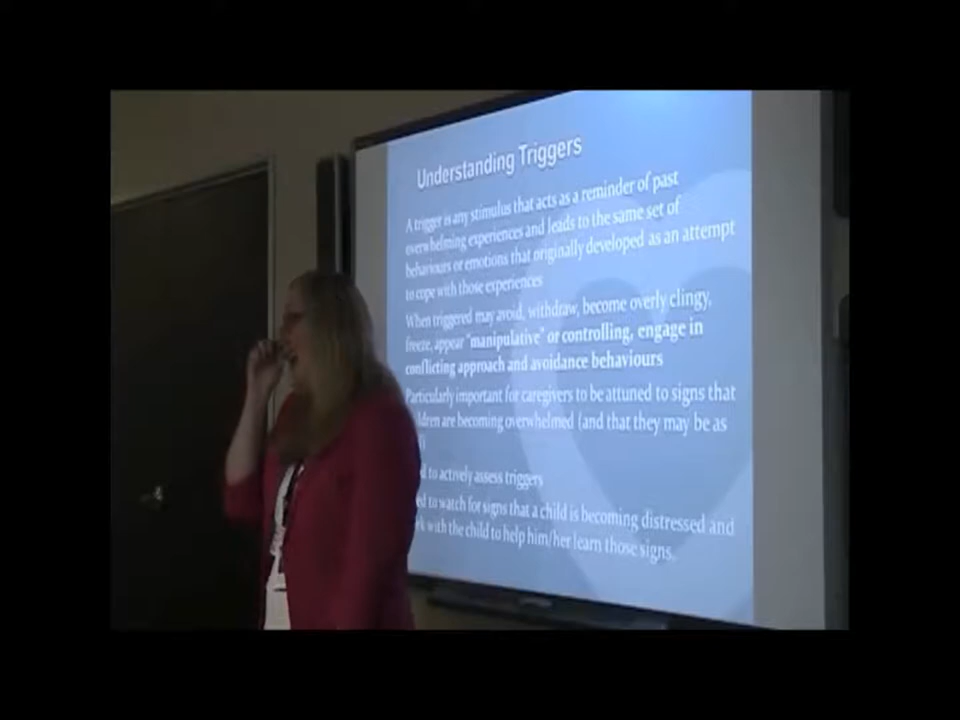 Understanding Triggers
A trigger is any stimulus that acts as a reminder of past
overwhelming experiences and leads to the same set of
behaviours or emotions that originally developed as an attempt
to cope with those experiences
When triggered may avoid, withdraw, become overly clingy,
freeze, appear "manipulative" or controlling, engage in
conflicting approach and avoidance behaviours
Particularly important for caregivers to be attuned to signs that
ldren are becoming overwhelmed (and that they may be as
d to actively assess triggers
ed to watch for signs that a child is becoming distressed and
k with the child to help him/her learn those signs.